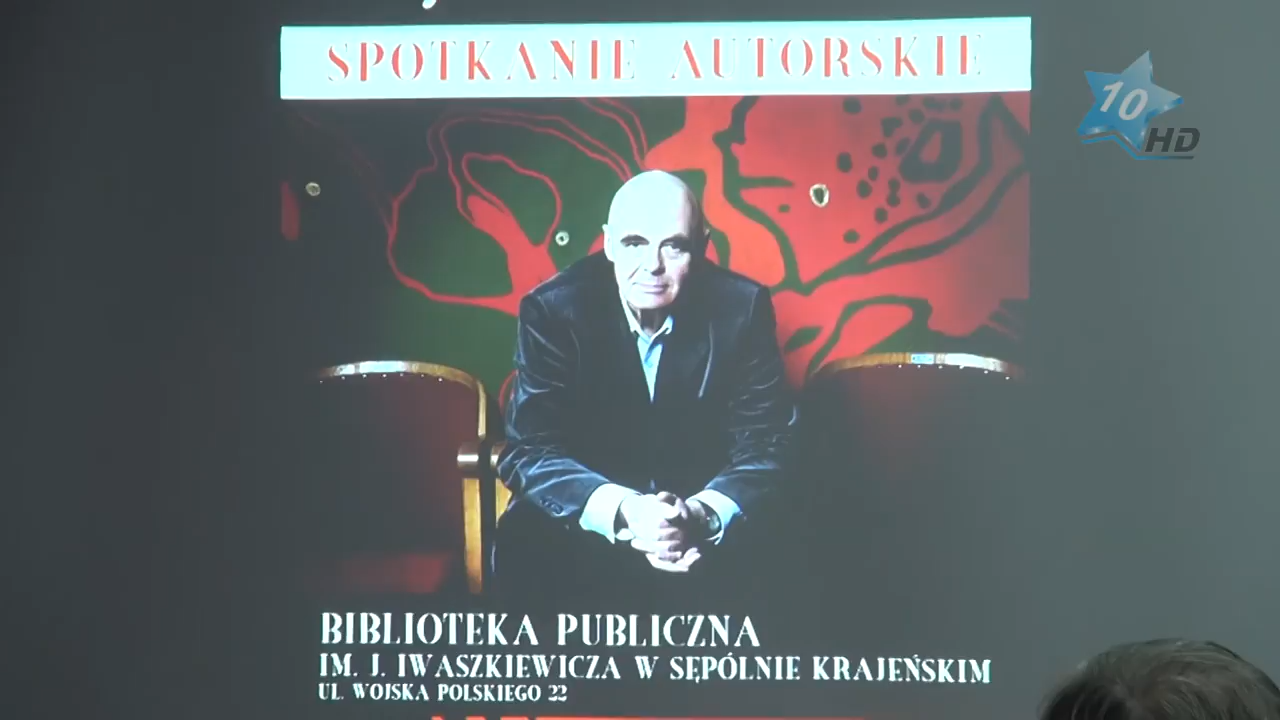 SPOTKANIE AUTORSKIE
10
HD
BIBLIOTEKA PUBLICZNA
IM. J. IWASZKIEWICZA W SĘPÓLNIE KRAJEŃSKIM
UL. WOJSKA POLSKIEGO 22